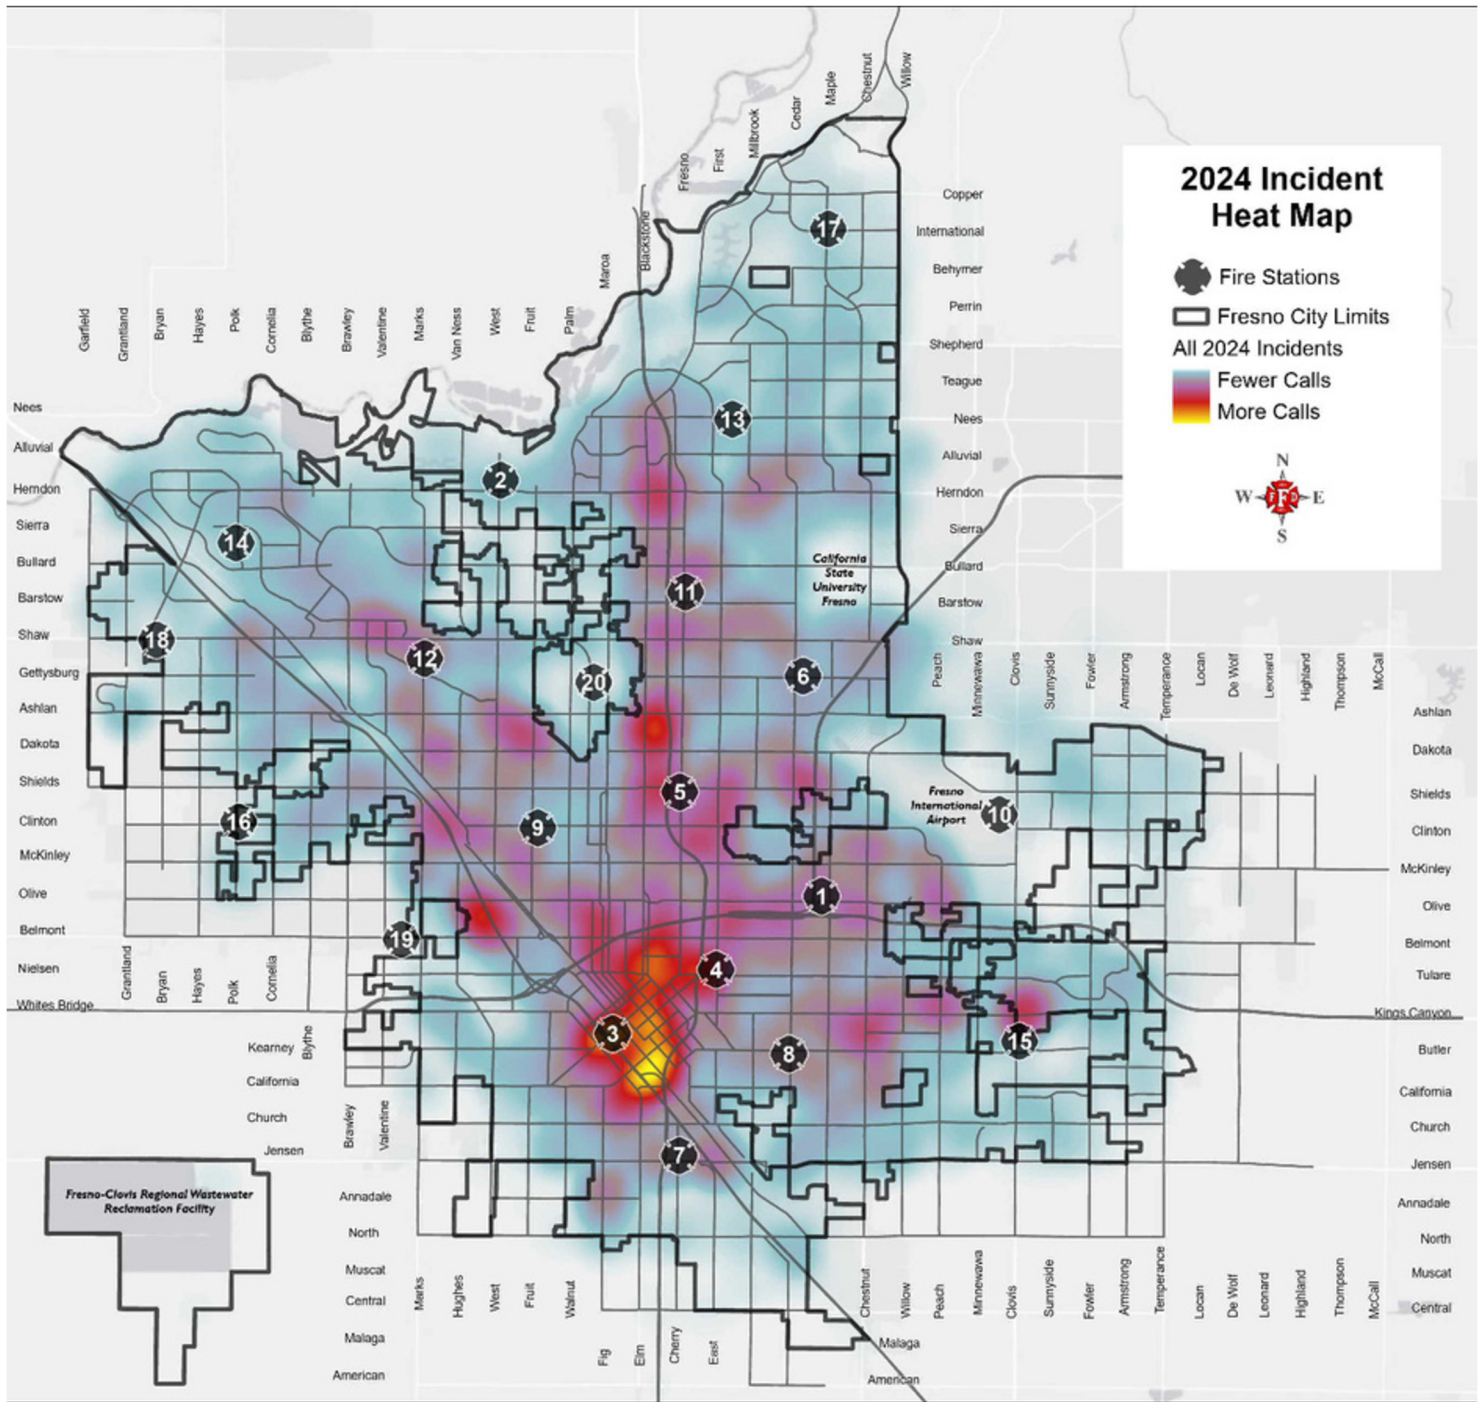 2024 Incident
Heat Map
Fire Stations
Fresno City Limits
All 2024 Incidents
Fewer Calls
More Calls
N
W F F D E
S
Willow
Chestnut
Maple
Cedar
Millbrook
First
Fresno
Blackstone
Maroa
Palm
Fruit
West
Van Ness
Marks
Valentine
Brawley
Blythe
Cornelia
Polk
Hayes
Bryan
Grantland
Garfield
Copper
International
Behymer
Perrin
Shepherd
Teague
Nees
Alluvial
Herndon
Sierra
Bullard
Barstow
Shaw
Nees
Alluvial
Herndon
Sierra
Bullard
Barstow
Shaw
Gettysburg
Ashlan
Dakota
Shields
Clinton
McKinley
Olive
Belmont
Nielsen
Whites Bridge
17
13
2
14
11
18
12
20
6
5
9
16
10
1
19
4
3
8
15
7
California
State
University
Fresno
Fresno
International
Airport
Peach
Minnewawa
Clovis
Sunnyside
Fowler
Armstrong
Temperance
Locan
De Wolf
Leonard
Highland
Thompson
McCall
Ashlan
Dakota
Shields
Clinton
McKinley
Olive
Belmont
Tulare
Kings Canyon
Butler
California
Church
Jensen
Annadale
North
Muscat
Central
Grantland
Bryan
Hayes
Polk
Cornelia
Blythe
Kearney
California
Church
Jensen
Brawley
Valentine
Annadale
North
Muscat
Central
Malaga
American
Fresno-Clovis Regional Wastewater
Reclamation Facility
Marks
Hughes
West
Fruit
Walnut
Fig
Elm
Cherry
East
Chestnut
Willow
Peach
Minnewawa
Clovis
Sunnyside
Fowler
Armstrong
Temperance
Locan
De Wolf
Leonard
Highland
Thompson
McCall
Malaga
American